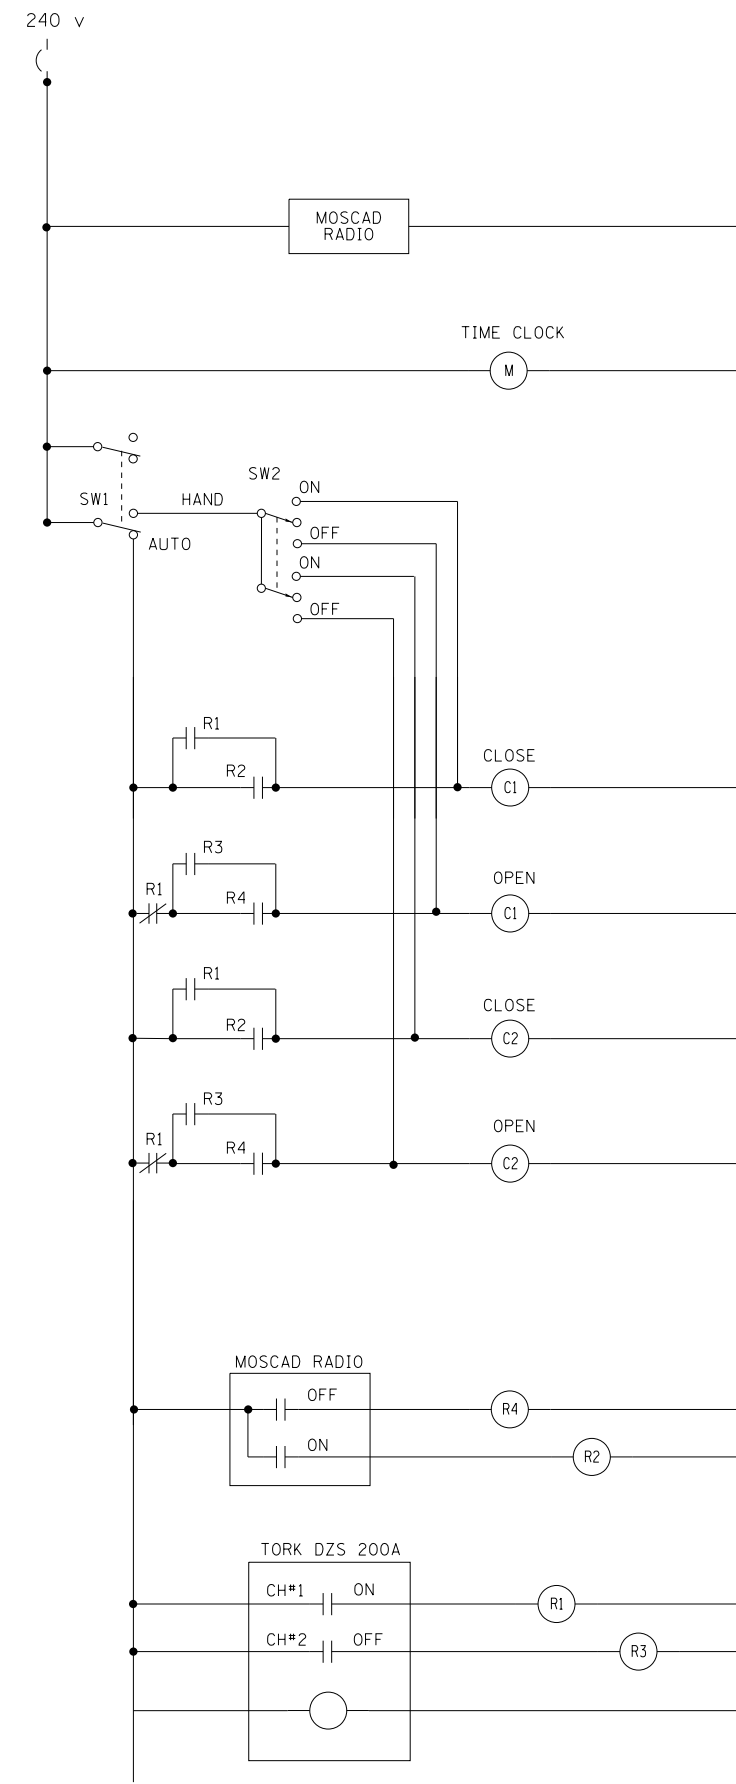 240 v
MOSCAD
RADIO
TIME CLOCK
M
SW2
ON
SW1
HAND
OFF
AUTO
ON
OFF
R1
CLOSE
R2
C1
R3
OPEN
R1
R4
C1
R1
CLOSE
R2
C2
R3
OPEN
R1
R4
C2
MOSCAD RADIO
OFF
R4
ON
R2
TORK DZS 200A
CH#1 ON
R1
CH#2 OFF
R3